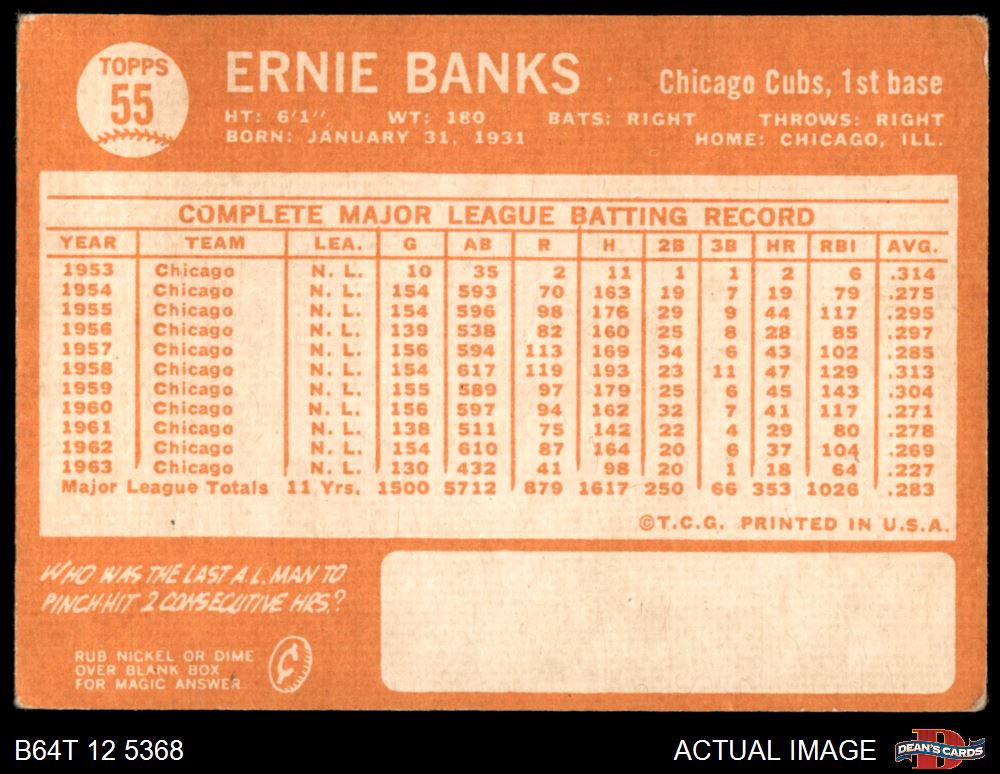 TOPPS
55
ERNIE BANKS
Chicago Cubs, 1st base
HT: 6'1" WT: 180 BATS: RIGHT THROWS: RIGHT
BORN: JANUARY 31, 1931 HOME: CHICAGO, ILL.
COMPLETE MAJOR LEAGUE BATTING RECORD
YEAR TEAM LEA. G AB R H 2B 3B HR RBI AVG.
1953 Chicago N. L. 10 35 2 11 1 1 2 6 .314
1954 Chicago N. L. 154 593 70 163 19 7 19 79 .275
1955 Chicago N. L. 154 596 98 176 29 9 44 117 .295
1956 Chicago N. L. 139 538 82 160 25 8 28 85 .297
1957 Chicago N. L. 156 594 113 169 34 6 43 102 .285
1958 Chicago N. L. 154 617 119 193 23 11 47 129 .313
1959 Chicago N. L. 155 589 97 179 25 6 45 143 .304
1960 Chicago N. L. 156 597 94 162 32 7 41 117 .271
1961 Chicago N. L. 138 511 75 142 22 4 29 80 .278
1962 Chicago N. L. 154 610 87 164 20 6 37 104 .269
1963 Chicago N. L. 130 432 41 98 20 1 18 64 .227
Major League Totals 11 Yrs. 1500 5712 879 1617 250 66 353 1026 .283
©T.C.G. PRINTED IN U.S.A.
WHO WAS THE LAST A.L. MAN TO
PINCH-HIT 2 CONSECUTIVE HRS.?
RUB NICKEL OR DIME
OVER BLANK BOX
FOR MAGIC ANSWER
¢
B64T 12 5368
ACTUAL IMAGE
D
DEAN'S CARDS